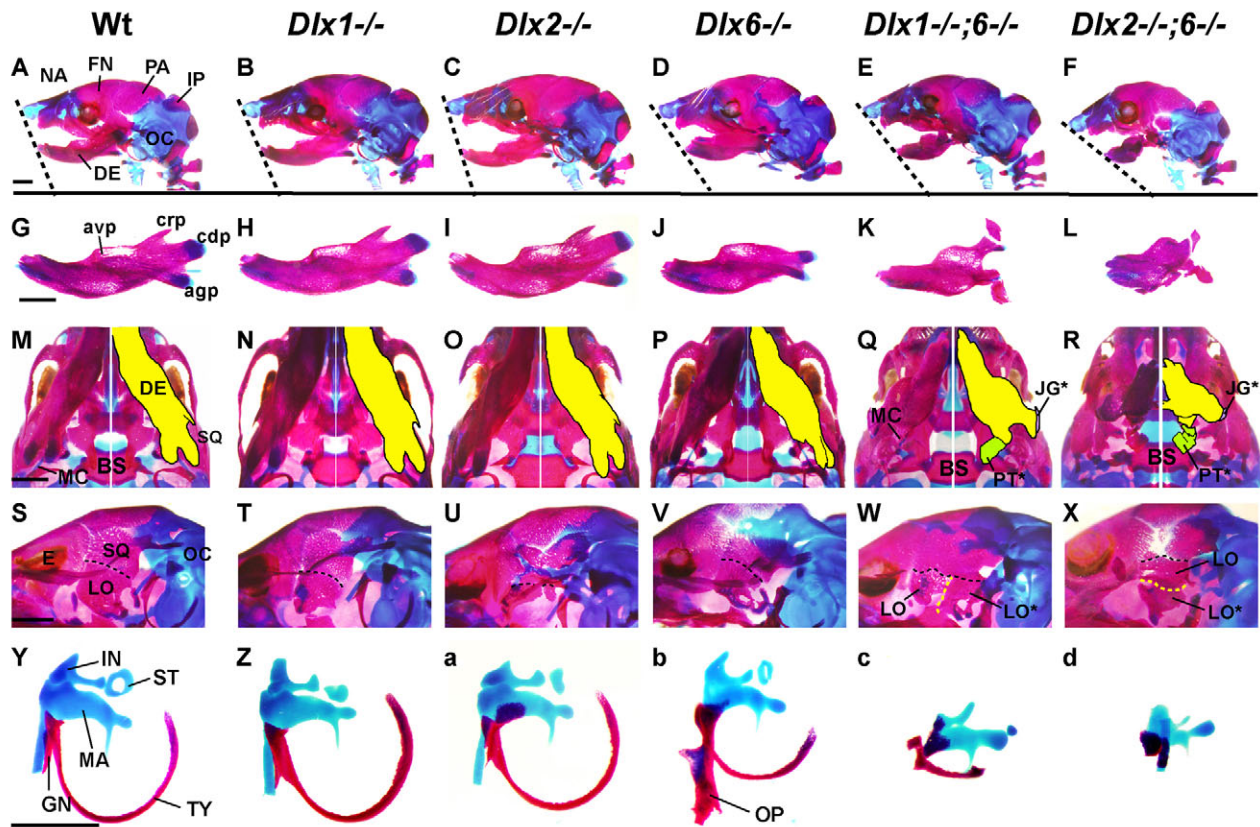 Wt Dlx1-/- Dlx2-/- Dlx6-/- Dlx1-/-;6-/- Dlx2-/-;6-/-
A NA FN PA IP B C D E F
OC
DE
G avp crp cdp H I J K L
agp
M N O P Q R
DE JG* JG*
SQ MC
MC BS BS PT* BS PT*
S T U V W X
E SQ OC LO
LO LO LO* LO*
Y IN ST Z a b c d
MA
GN TY OP